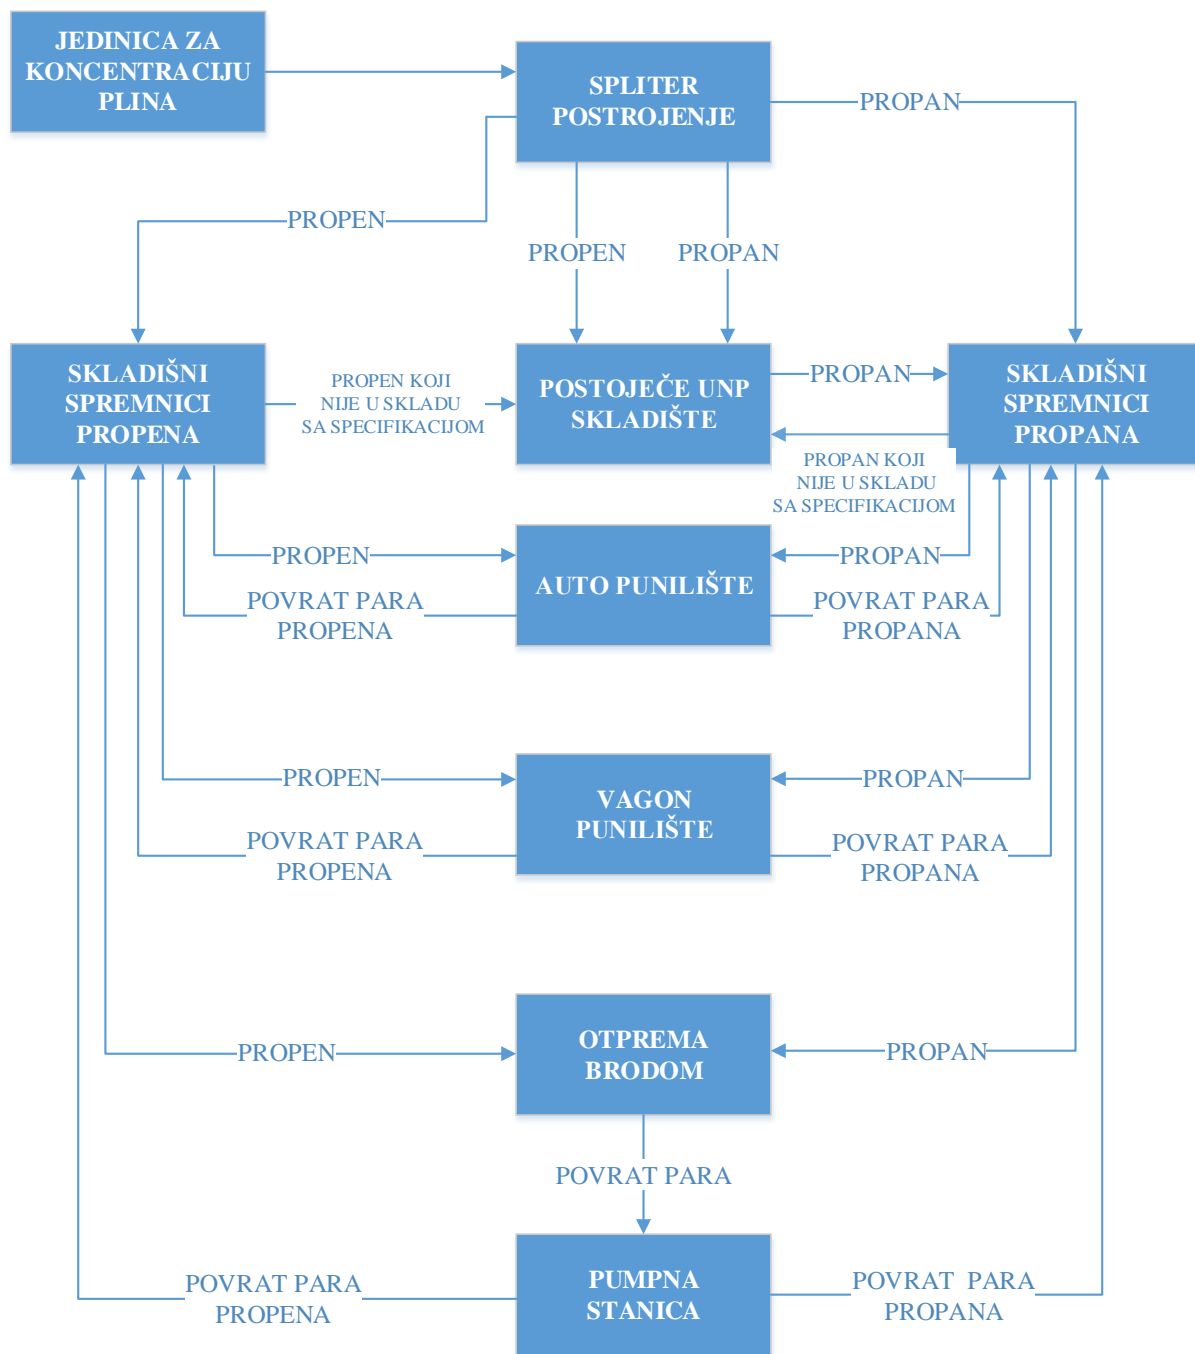 JEDINICA ZA
KONCENTRACIJU
PLINA
SPLITER
POSTROJENJE
PROPAN
PROPEN
PROPEN
PROPAN
SKLADIŠNI
SPREMNICI
PROPENA
PROPEN KOJI
NIJE U SKLADU
SA SPECIFIKACIJOM
POSTOJEČE UNP
SKLADIŠTE
PROPAN
SKLADIŠNI
SPREMNICI
PROPANA
PROPAN KOJI
NIJE U SKLADU
SA SPECIFIKACIJOM
PROPEN
AUTO PUNILIŠTE
PROPAN
POVRAT PARA
PROPENA
POVRAT PARA
PROPANA
PROPEN
VAGON
PUNILIŠTE
PROPAN
POVRAT PARA
PROPENA
POVRAT PARA
PROPANA
PROPEN
OTPREMA
BRODOM
PROPAN
POVRAT PARA
POVRAT PARA
PROPENA
PUMPNA
STANICA
POVRAT  PARA
PROPANA